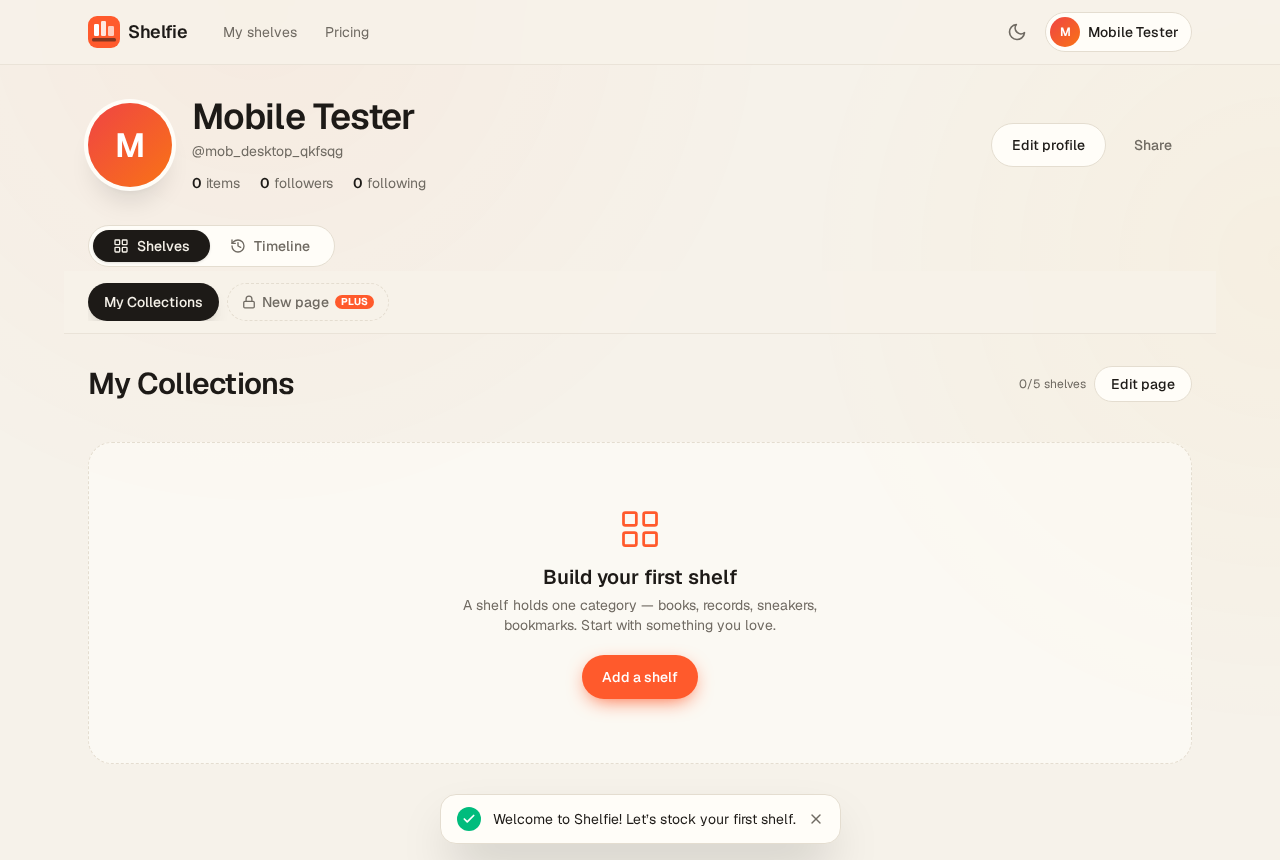 Shelfie
My shelves
Pricing
M
Mobile Tester
M
Mobile Tester
@mob_desktop_qkfsqg
0 items 0 followers 0 following
Edit profile
Share
Shelves
Timeline
My Collections
New page PLUS
My Collections
0/5 shelves
Edit page
Build your first shelf
A shelf holds one category — books, records, sneakers,
bookmarks. Start with something you love.
Add a shelf
Welcome to Shelfie! Let's stock your first shelf.